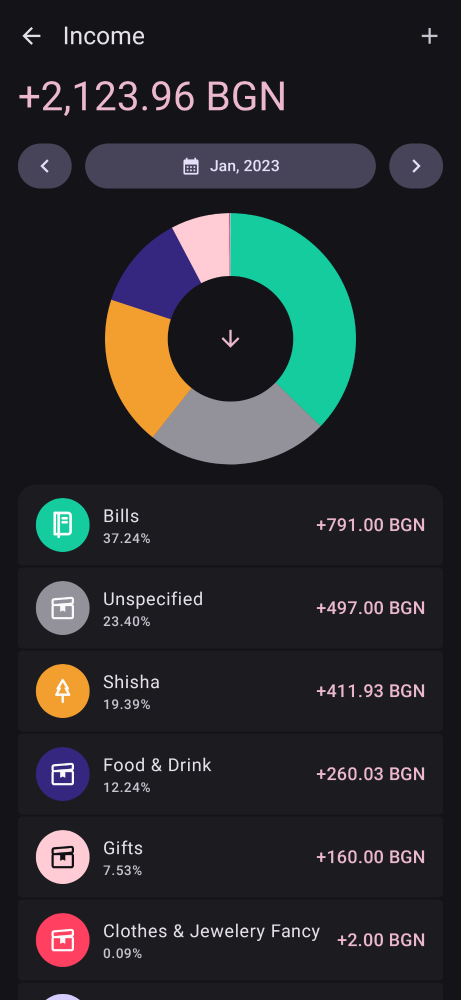 Income
+2,123.96 BGN
Jan, 2023
Bills
37.24%
+791.00 BGN
Unspecified
23.40%
+497.00 BGN
Shisha
19.39%
+411.93 BGN
Food & Drink
12.24%
+260.03 BGN
Gifts
7.53%
+160.00 BGN
Clothes & Jewelery Fancy
0.09%
+2.00 BGN